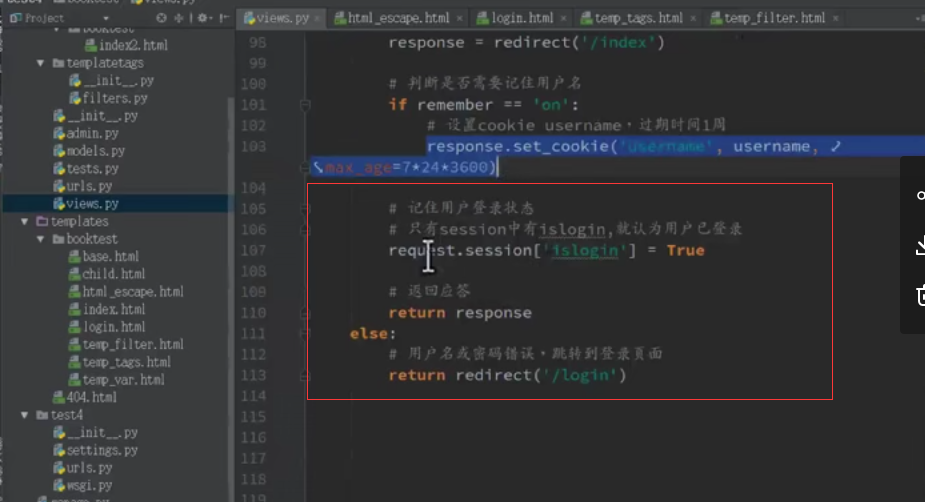 Project
views.py
html_escape.html
login.html
temp_tags.html
temp_filter.html
booktest
index2.html
templatetags
__init__.py
filters.py
__init__.py
admin.py
models.py
tests.py
urls.py
views.py
templates
booktest
base.html
child.html
html_escape.html
index.html
login.html
temp_filter.html
temp_tags.html
temp_var.html
404.html
test4
__init__.py
settings.py
urls.py
wsgi.py
98 response = redirect('/index')
99
100 # 判断是否需要记住用户名
101 if remember == 'on':
102 # 设置cookie username，过期时间1周
103 response.set_cookie('username', username,
max_age=7*24*3600)
104
105 # 记住用户登录状态
106 # 只有session中有islogin,就认为用户已登录
107 request.session['islogin'] = True
108
109 # 返回应答
110 return response
111 else:
112 # 用户名或密码错误，跳转到登录页面
113 return redirect('/login')
114
115
116
117
118
119